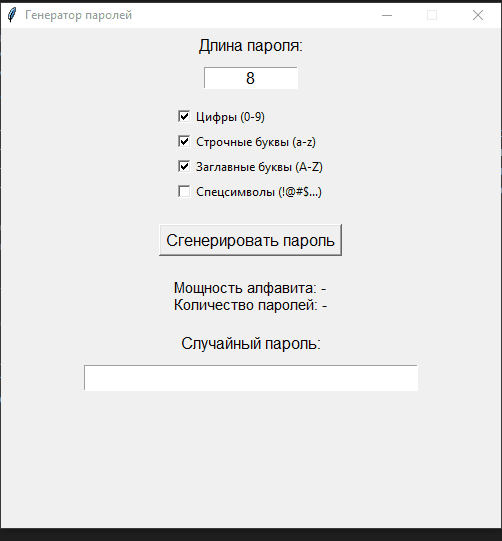 Генератор паролей
Длина пароля:
8
Цифры (0-9)
Строчные буквы (a-z)
Заглавные буквы (A-Z)
Спецсимволы (!@#$...)
Сгенерировать пароль
Мощность алфавита: -
Количество паролей: -
Случайный пароль: